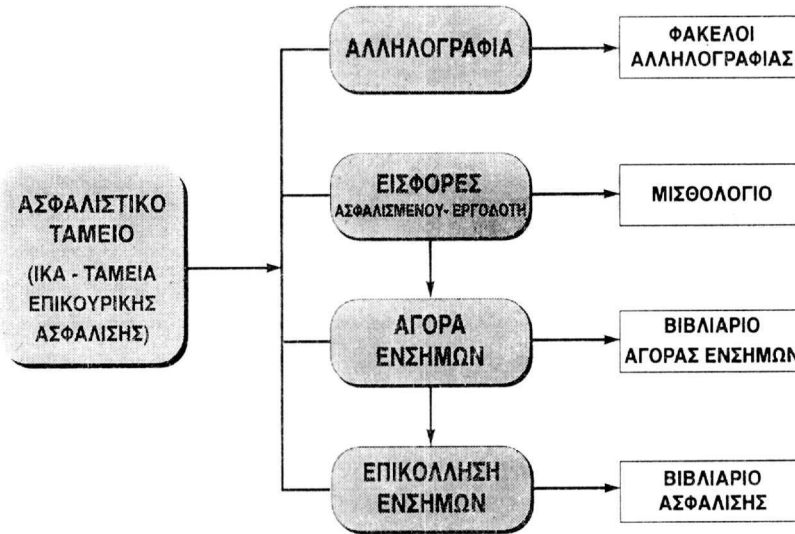 ΑΛΛΗΛΟΓΡΑΦΙΑ
ΦΑΚΕΛΟΙ
ΑΛΛΗΛΟΓΡΑΦΙΑΣ
ΑΣΦΑΛΙΣΤΙΚΟ
ΤΑΜΕΙΟ
(ΙΚΑ - ΤΑΜΕΙΑ
ΕΠΙΚΟΥΡΙΚΗΣ
ΑΣΦΑΛΙΣΗΣ)
ΕΙΣΦΟΡΕΣ
ΑΣΦΑΛΙΣΜΕΝΟΥ - ΕΡΓΟΔΟΤΗ
ΜΙΣΘΟΛΟΓΙΟ
ΑΓΟΡΑ
ΕΝΣΗΜΩΝ
ΒΙΒΛΙΑΡΙΟ
ΑΓΟΡΑΣ ΕΝΣΗΜΩΝ
ΕΠΙΚΟΛΛΗΣΗ
ΕΝΣΗΜΩΝ
ΒΙΒΛΙΑΡΙΟ
ΑΣΦΑΛΙΣΗΣ